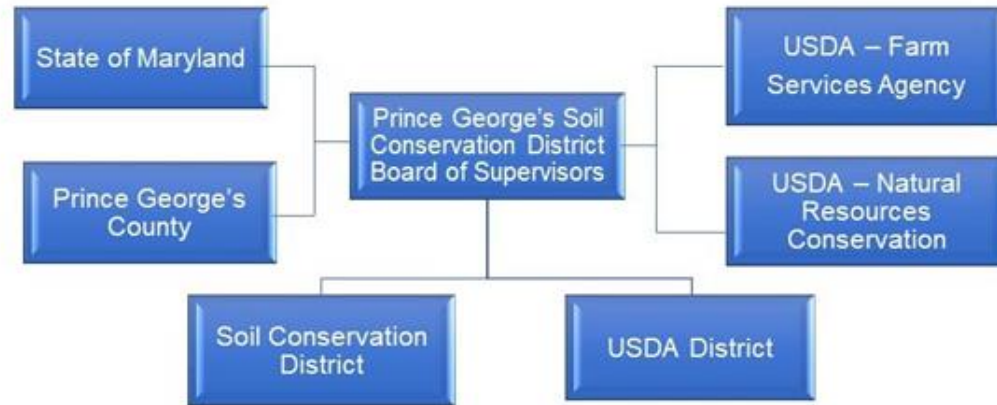 State of Maryland
USDA – Farm
Services Agency
Prince George’s Soil
Conservation District
Board of Supervisors
Prince George’s
County
USDA – Natural
Resources
Conservation
Soil Conservation
District
USDA District